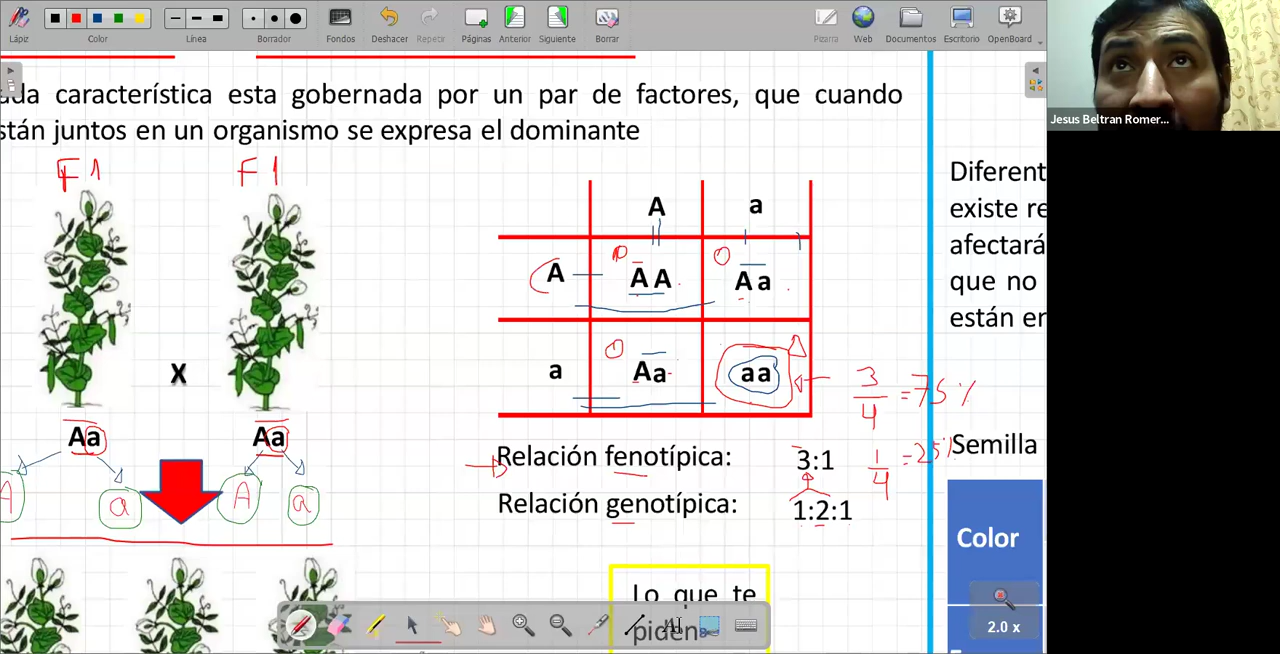 Lápiz Color Línea Borrador Fondos Deshacer Repetir Páginas Anterior Siguiente Borrar Pizarra Web Documentos Escritorio OpenBoard
ada característica esta gobernada por un par de factores, que cuando
stán juntos en un organismo se expresa el dominante
Jesus Beltran Romer...
F1 F1
A a
A AA Aa
a Aa aa
X
Aa Aa
A a A a
3/4 = 75%
Relación fenotípica: 3:1
1/4 = 25%
Relación genotípica: 1:2:1
Lo que te
piden
Diferent
existe re
afectará
que no
están er
Semilla
Color
2.0 x